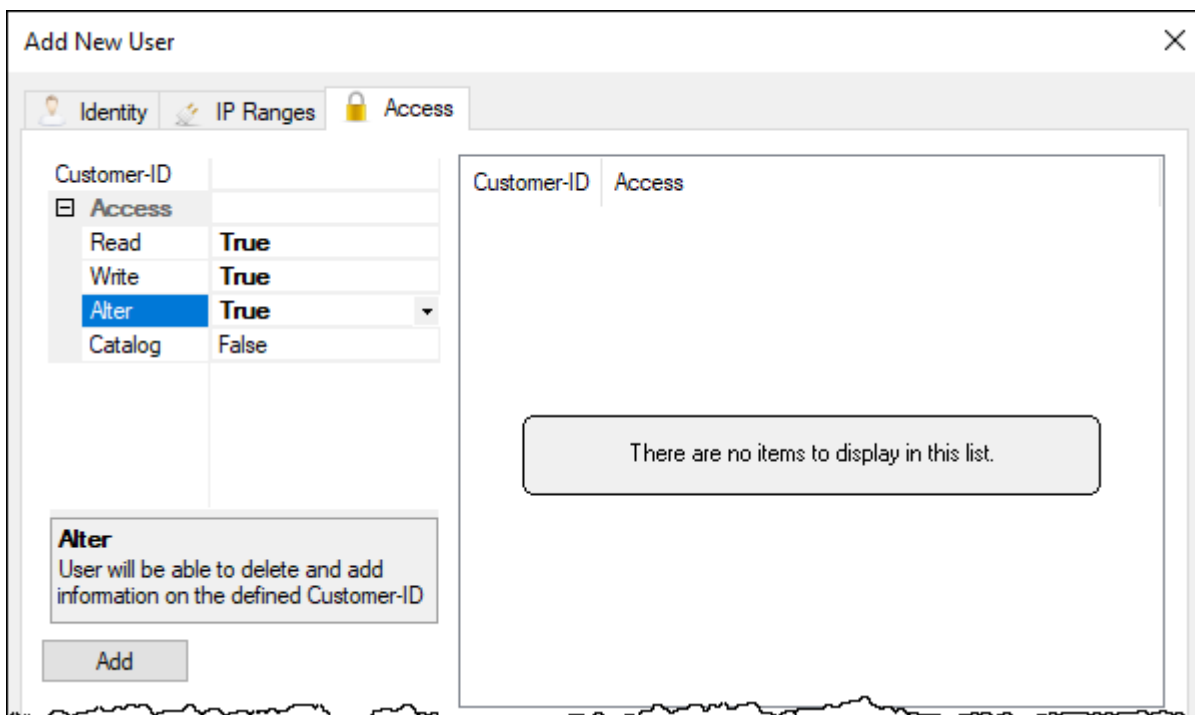 Add New User
Identity IP Ranges Access
Customer-ID
Access
Read True
Write True
Alter True
Catalog False
Customer-ID Access
There are no items to display in this list.
Alter
User will be able to delete and add
information on the defined Customer-ID
Add